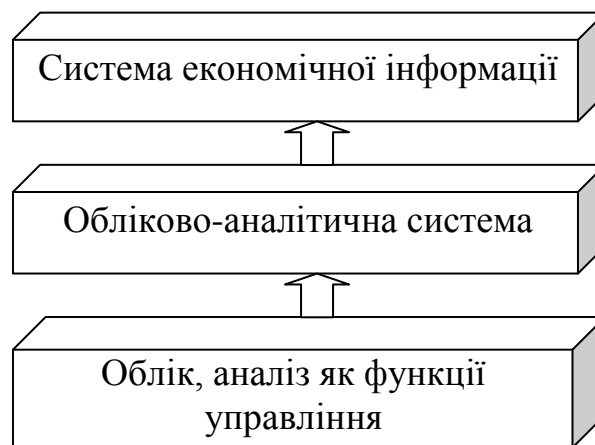 Система економічної інформації
Обліково-аналітична система
Облік, аналіз як функції
управління